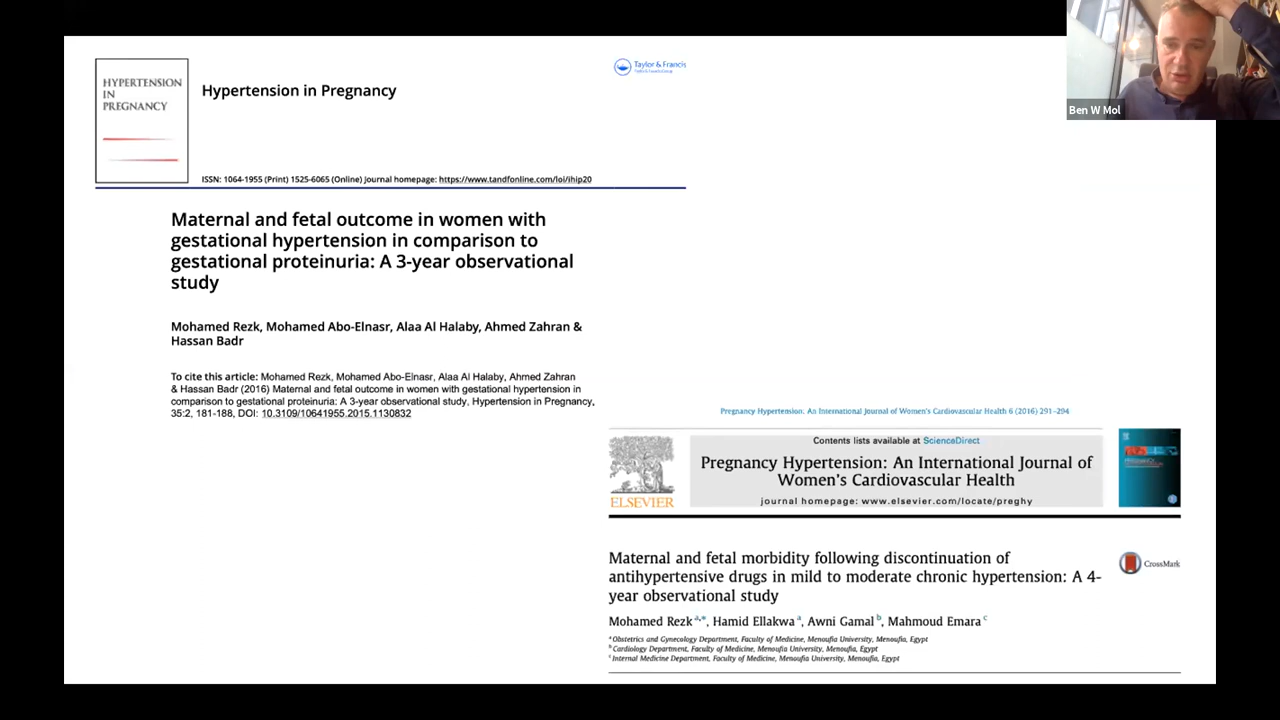 Ben W Mol
HYPERTENSION
IN
PREGNANCY
Hypertension in Pregnancy
Taylor & Francis
ISSN: 1064-1955 (Print) 1525-6065 (Online) Journal homepage: https://www.tandfonline.com/loi/ihip20
Maternal and fetal outcome in women with
gestational hypertension in comparison to
gestational proteinuria: A 3-year observational
study
Mohamed Rezk, Mohamed Abo-Elnasr, Alaa Al Halaby, Ahmed Zahran &
Hassan Badr
To cite this article: Mohamed Rezk, Mohamed Abo-Elnasr, Alaa Al Halaby, Ahmed Zahran
& Hassan Badr (2016) Maternal and fetal outcome in women with gestational hypertension in
comparison to gestational proteinuria: A 3-year observational study, Hypertension in Pregnancy,
35:2, 181-188, DOI: 10.3109/10641955.2015.1130832
Pregnancy Hypertension: An International Journal of Women's Cardiovascular Health 6 (2016) 291–294
Contents lists available at ScienceDirect
Pregnancy Hypertension: An International Journal of
Women's Cardiovascular Health
journal homepage: www.elsevier.com/locate/preghy
ELSEVIER
Maternal and fetal morbidity following discontinuation of
antihypertensive drugs in mild to moderate chronic hypertension: A 4-
year observational study
CrossMark
Mohamed Rezk a,*, Hamid Ellakwa a, Awni Gamal b, Mahmoud Emara c
a Obstetrics and Gynecology Department, Faculty of Medicine, Menoufia University, Menoufia, Egypt
b Cardiology Department, Faculty of Medicine, Menoufia University, Menoufia, Egypt
c Internal Medicine Department, Faculty of Medicine, Menoufia University, Menoufia, Egypt